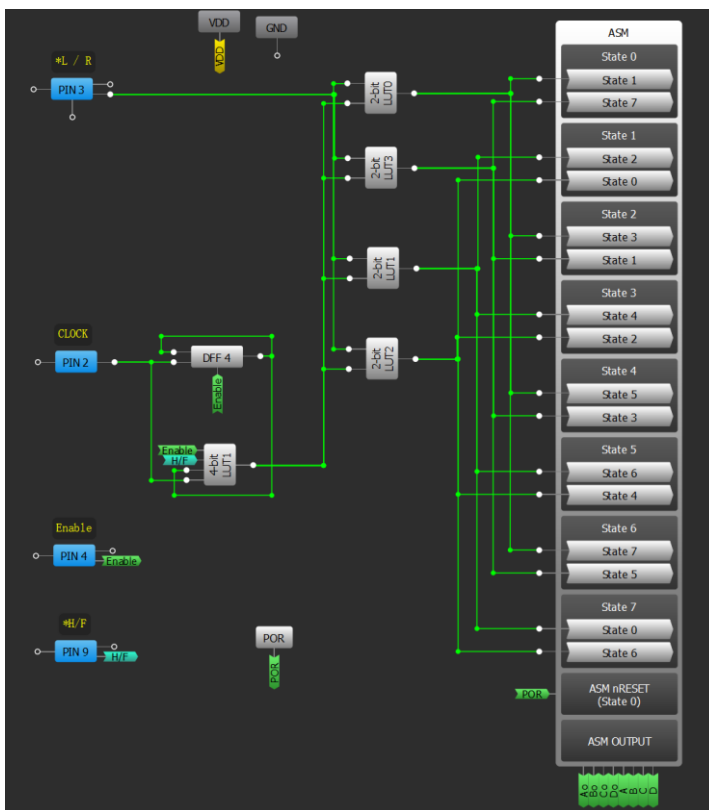 VDD
VDD
GND
*L / R
PIN 3
2-bit
LUT0
2-bit
LUT3
2-bit
LUT1
2-bit
LUT2
CLOCK
PIN 2
DFF 4
Enable
Enable
H/F
4-bit
LUT1
Enable
PIN 4
Enable
*H/F
PIN 9
H/F
POR
POR
ASM
State 0
State 1
State 7
State 1
State 2
State 0
State 2
State 3
State 1
State 3
State 4
State 2
State 4
State 5
State 3
State 5
State 6
State 4
State 6
State 7
State 5
State 7
State 0
State 6
POR
ASM nRESET
(State 0)
ASM OUTPUT
Ao
Bo
Co
Do
A
B
C
D